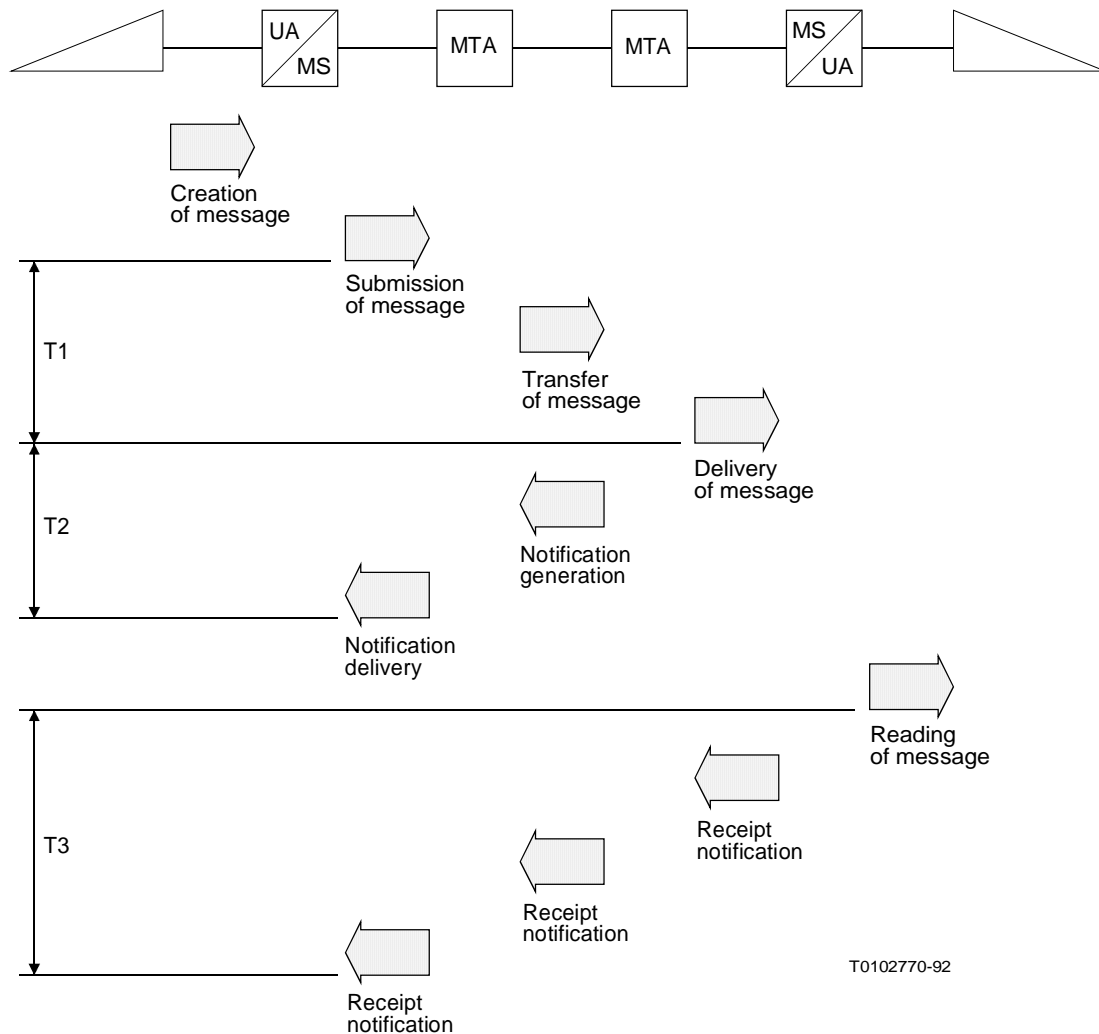 UA
MS
MTA
MTA
MS
UA
Creation
of message
Submission
of message
T1
Transfer
of message
Delivery
of message
T2
Notification
generation
Notification
delivery
Reading
of message
T3
Receipt
notification
Receipt
notification
T0102770-92
Receipt
notification